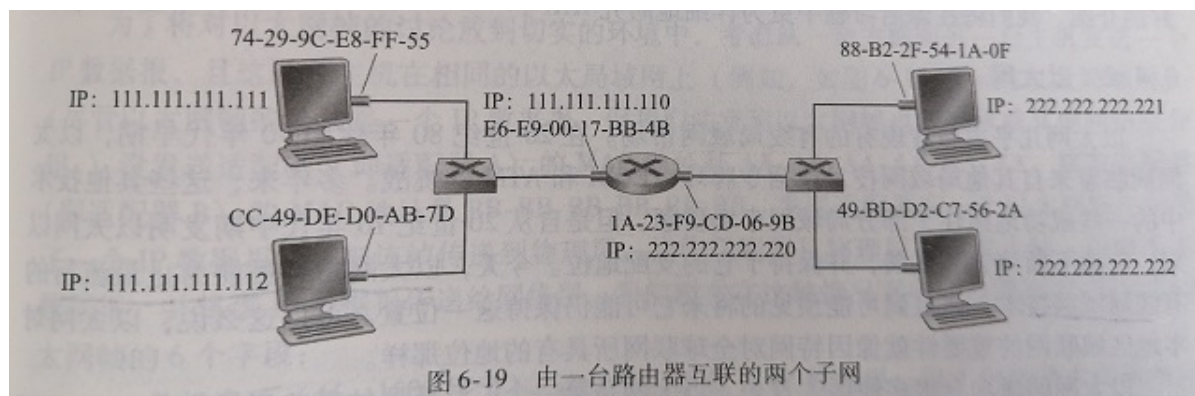 74-29-9C-E8-FF-55
IP: 111.111.111.111
CC-49-DE-D0-AB-7D
IP: 111.111.111.112
IP: 111.111.111.110
E6-E9-00-17-BB-4B
1A-23-F9-CD-06-9B
IP: 222.222.222.220
88-B2-2F-54-1A-0F
IP: 222.222.222.221
49-BD-D2-C7-56-2A
IP: 222.222.222.222
图 6-19 由一台路由器互联的两个子网